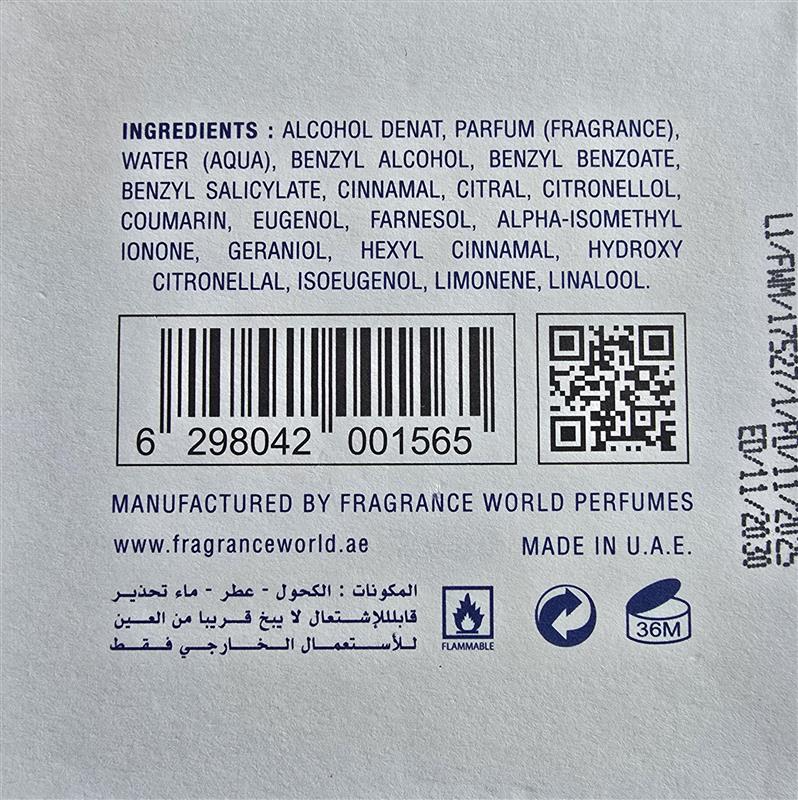 INGREDIENTS : ALCOHOL DENAT, PARFUM (FRAGRANCE),
WATER (AQUA), BENZYL ALCOHOL, BENZYL BENZOATE,
BENZYL SALICYLATE, CINNAMAL, CITRAL, CITRONELLOL,
COUMARIN, EUGENOL, FARNESOL, ALPHA-ISOMETHYL
IONONE, GERANIOL, HEXYL CINNAMAL, HYDROXY
CITRONELLAL, ISOEUGENOL, LIMONENE, LINALOOL.
6 298042 001565
MANUFACTURED BY FRAGRANCE WORLD PERFUMES
www.fragranceworld.ae
MADE IN U.A.E.
المكونات : الكحول - عطر - ماء تحذير
قابلللإشتعال لا يبخ قريبا من العين
للأستعمال الخارجي فقط
FLAMMABLE
36M
LI/FWM/17527/1/PD/11/2025
ED/11/2030